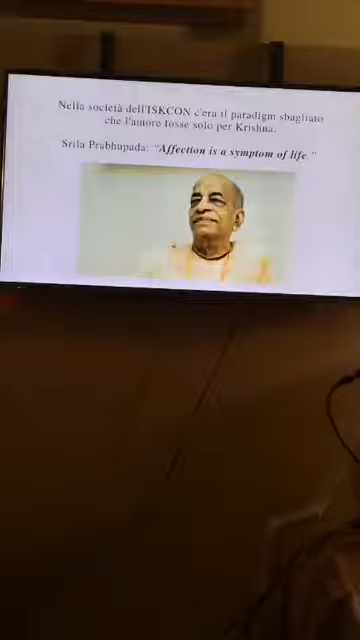 Nella società dell'ISKCON c'era il paradigm sbagliato
che l'amore fosse solo per Krishna.
Srila Prabhupada: "Affection is a symptom of life."